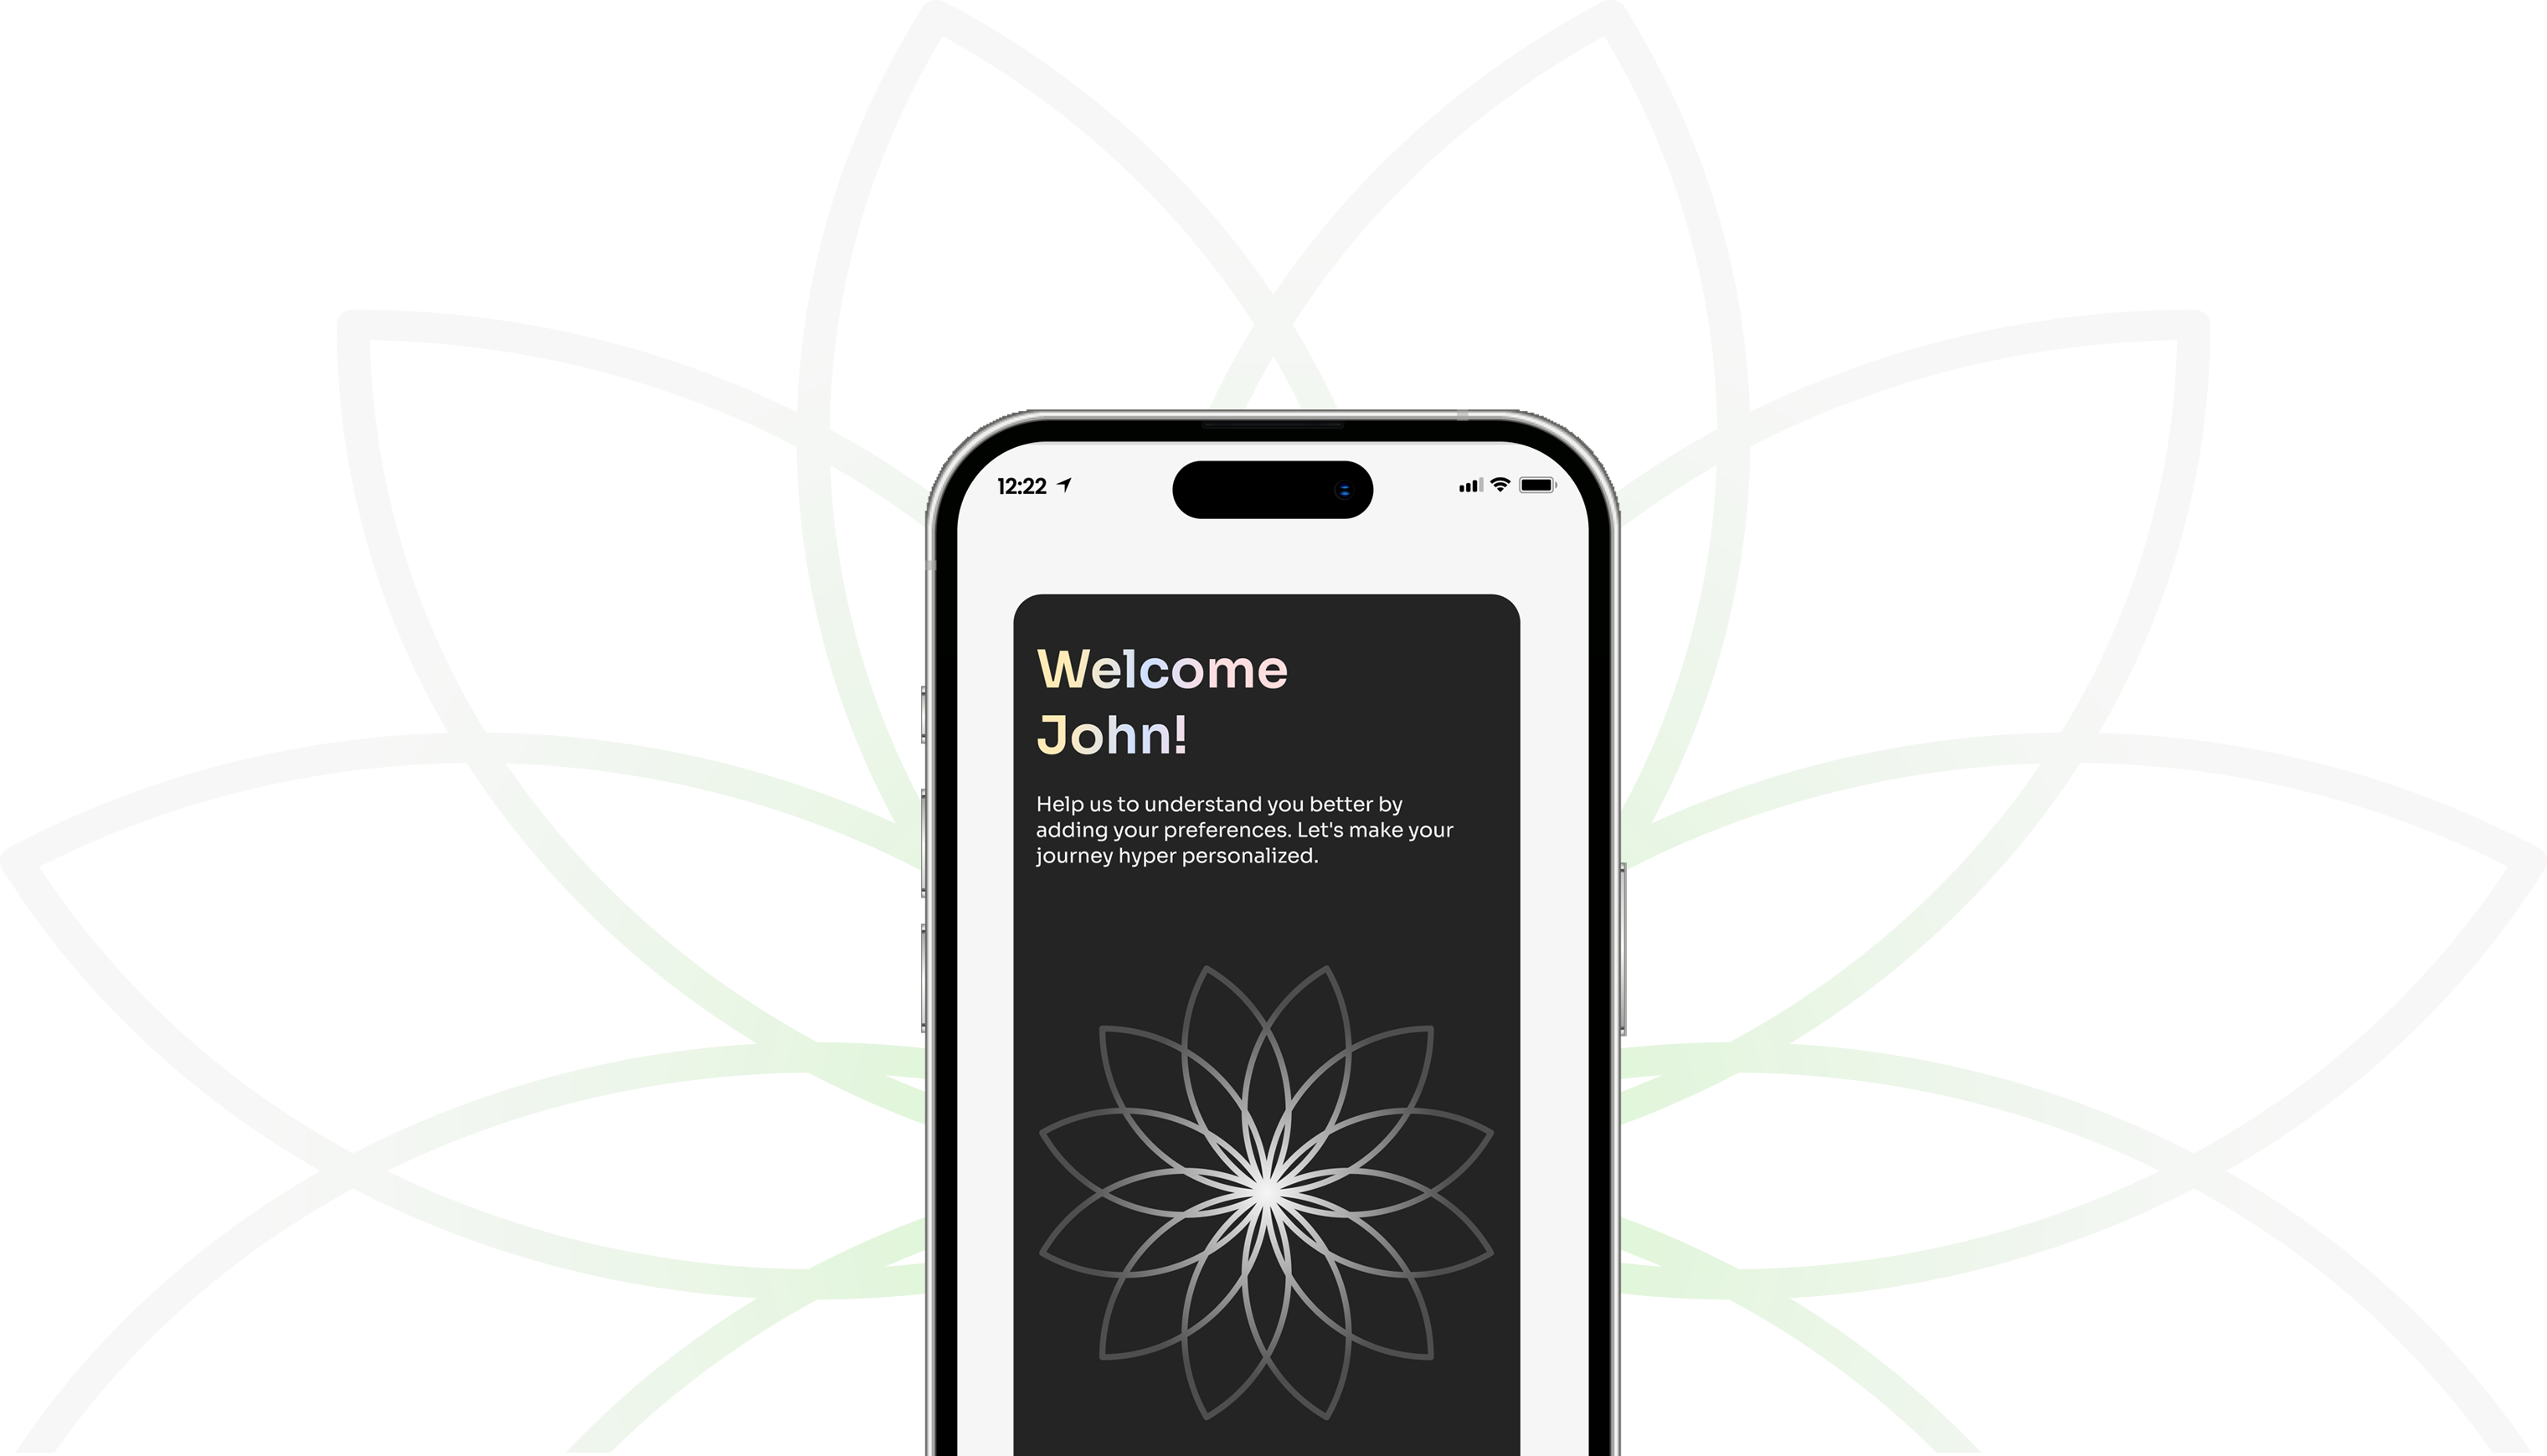 12:22
Welcome
John!
Help us to understand you better by
adding your preferences. Let's make your
journey hyper personalized.